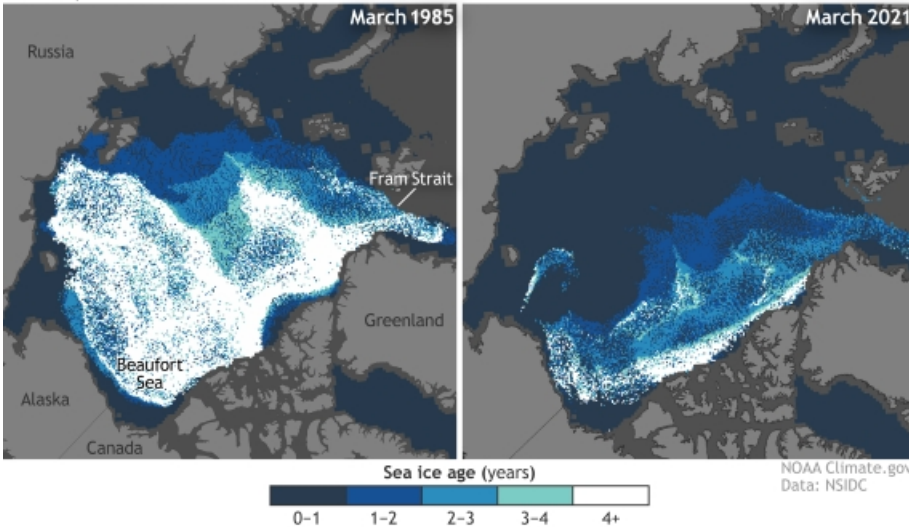 March 1985
March 2021
Russia
Fram Strait
Greenland
Beaufort
Sea
Alaska
Canada
Sea ice age (years)
0–1 1–2 2–3 3–4 4+
NOAA Climate.gov
Data: NSIDC